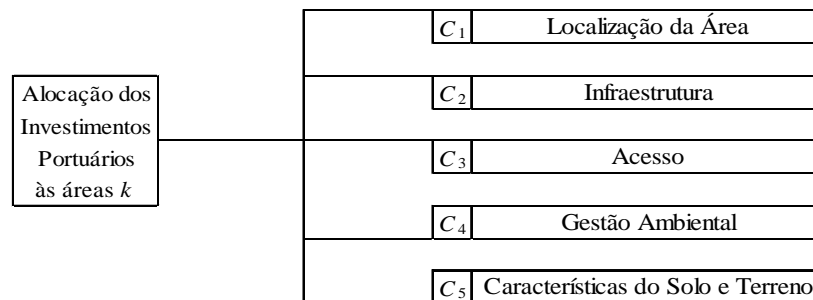 Alocação dos
Investimentos
Portuários
às áreas k
C1 Localização da Área
C2 Infraestrutura
C3 Acesso
C4 Gestão Ambiental
C5 Características do Solo e Terreno